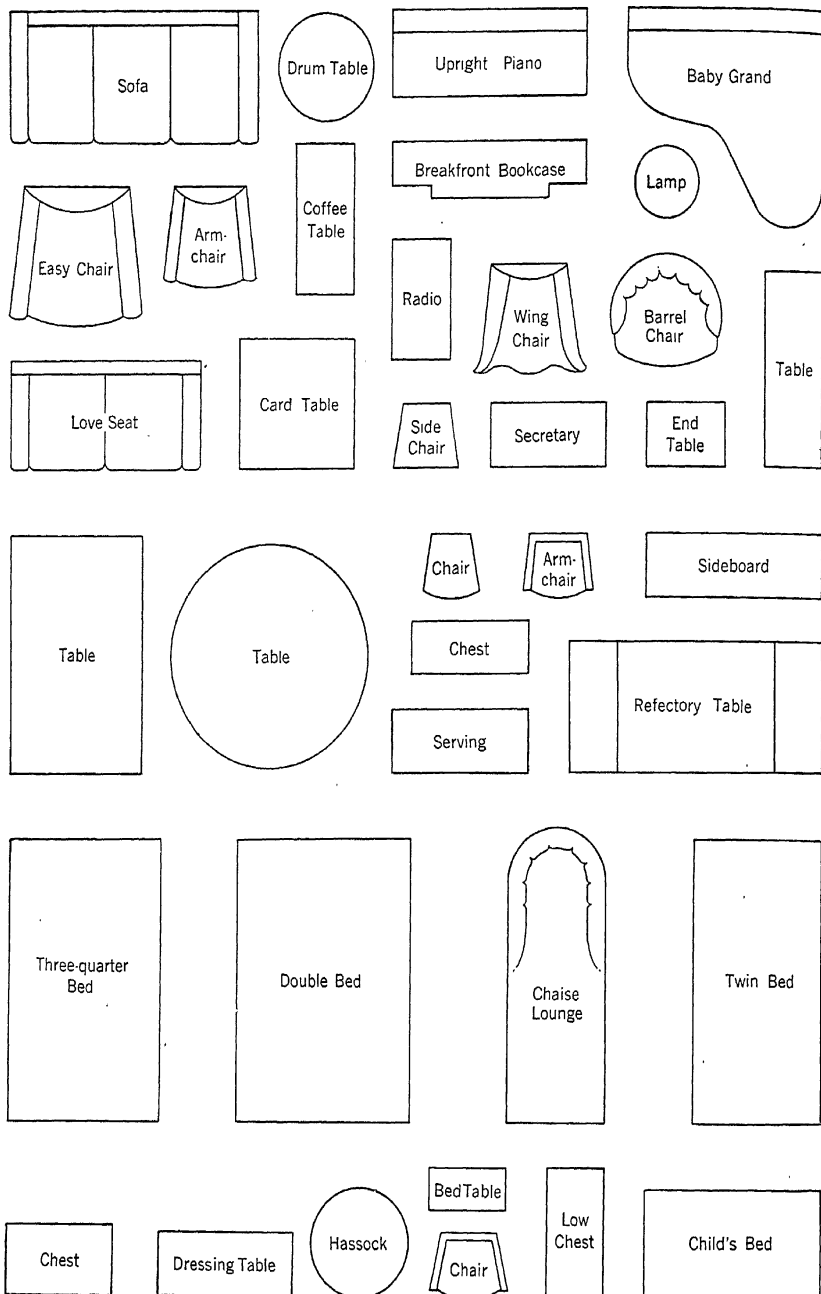 Sofa
Drum Table
Upright Piano
Baby Grand
Breakfront Bookcase
Lamp
Easy Chair
Arm-
chair
Coffee
Table
Radio
Wing
Chair
Barrel
Chair
Table
Love Seat
Card Table
Side
Chair
Secretary
End
Table
Table
Table
Chair
Arm-
chair
Sideboard
Chest
Serving
Refectory Table
Three-quarter
Bed
Double Bed
Chaise
Lounge
Twin Bed
Chest
Dressing Table
Hassock
Bed Table
Chair
Low
Chest
Child's Bed